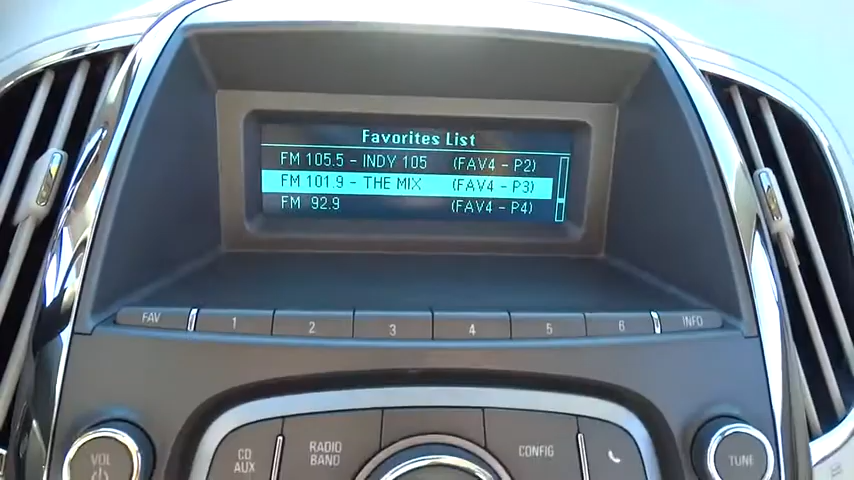 Favorites List
FM 105.5 - INDY 105 (FAV4 - P2)
FM 101.9 - THE MIX (FAV4 - P3)
FM 92.9 (FAV4 - P4)
FAV 1 2 3 4 5 6 INFO
CD AUX
RADIO BAND
CONFIG
VOL
TUNE